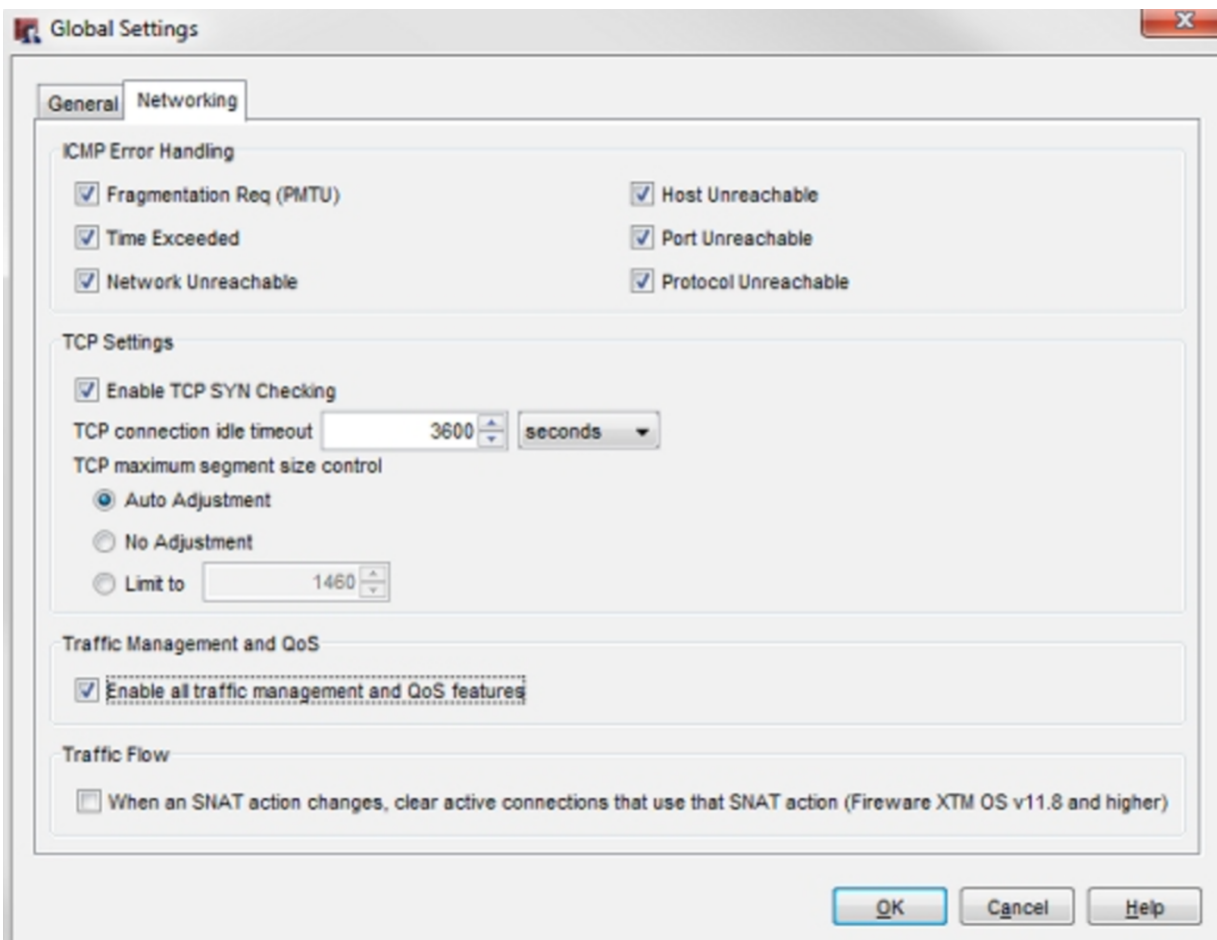 Global Settings
General
Networking
ICMP Error Handling
Fragmentation Req (PMTU)
Host Unreachable
Time Exceeded
Port Unreachable
Network Unreachable
Protocol Unreachable
TCP Settings
Enable TCP SYN Checking
TCP connection idle timeout 3600 seconds
TCP maximum segment size control
Auto Adjustment
No Adjustment
Limit to 1460
Traffic Management and QoS
Enable all traffic management and QoS features
Traffic Flow
When an SNAT action changes, clear active connections that use that SNAT action (Fireware XTM OS v11.8 and higher)
OK
Cancel
Help